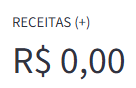 RECEITAS (+)
R$ 0,00